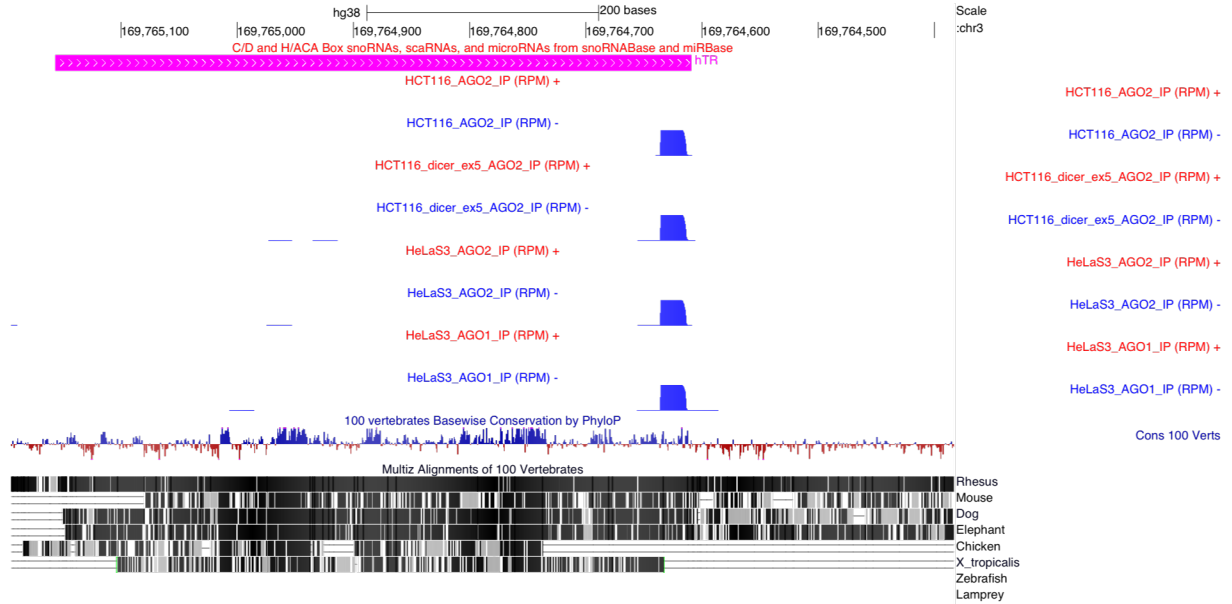 hg38 200 bases Scale
169,765,100 169,765,000 169,764,900 169,764,800 169,764,700 169,764,600 169,764,500 :chr3
C/D and H/ACA Box snoRNAs, scaRNAs, and microRNAs from snoRNABase and miRBase
hTR
HCT116_AGO2_IP (RPM) +
HCT116_AGO2_IP (RPM) +
HCT116_AGO2_IP (RPM) -
HCT116_AGO2_IP (RPM) -
HCT116_dicer_ex5_AGO2_IP (RPM) +
HCT116_dicer_ex5_AGO2_IP (RPM) +
HCT116_dicer_ex5_AGO2_IP (RPM) -
HCT116_dicer_ex5_AGO2_IP (RPM) -
HeLaS3_AGO2_IP (RPM) +
HeLaS3_AGO2_IP (RPM) +
HeLaS3_AGO2_IP (RPM) -
HeLaS3_AGO2_IP (RPM) -
HeLaS3_AGO1_IP (RPM) +
HeLaS3_AGO1_IP (RPM) +
HeLaS3_AGO1_IP (RPM) -
HeLaS3_AGO1_IP (RPM) -
100 vertebrates Basewise Conservation by PhyloP
Cons 100 Verts
Multiz Alignments of 100 Vertebrates
Rhesus
Mouse
Dog
Elephant
Chicken
X_tropicalis
Zebrafish
Lamprey